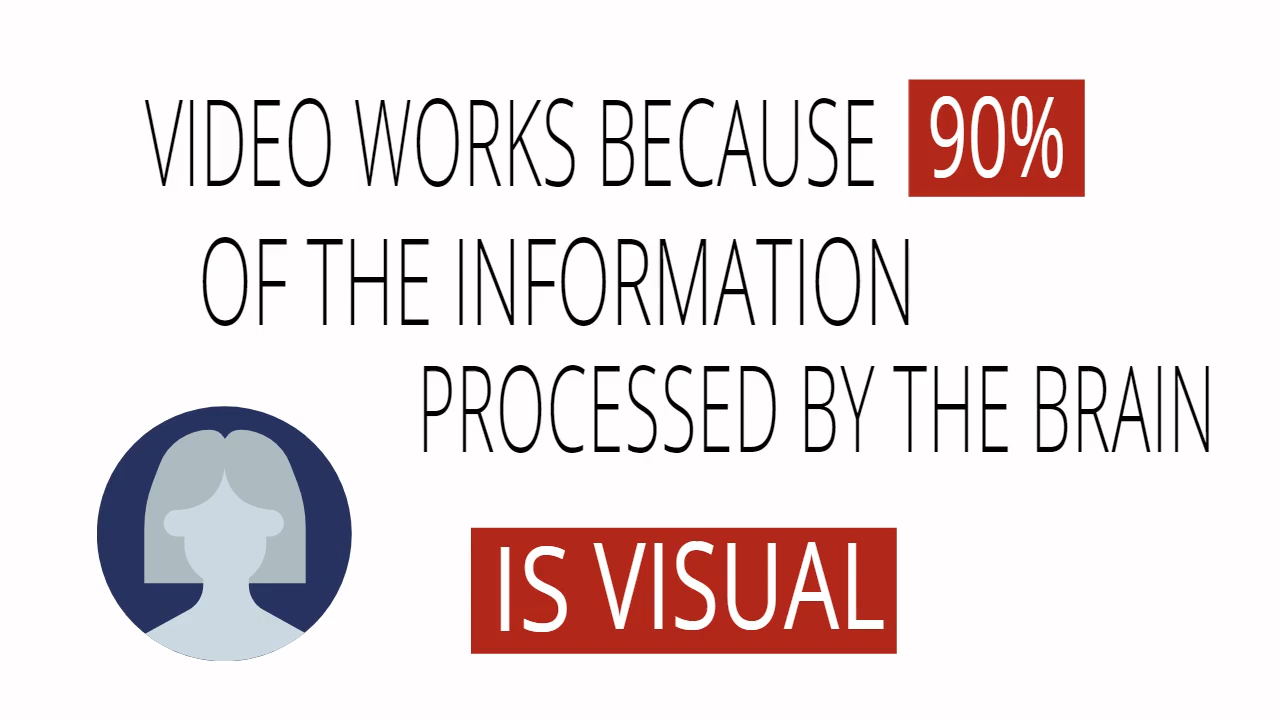 VIDEO WORKS BECAUSE 90%
OF THE INFORMATION
PROCESSED BY THE BRAIN
IS VISUAL